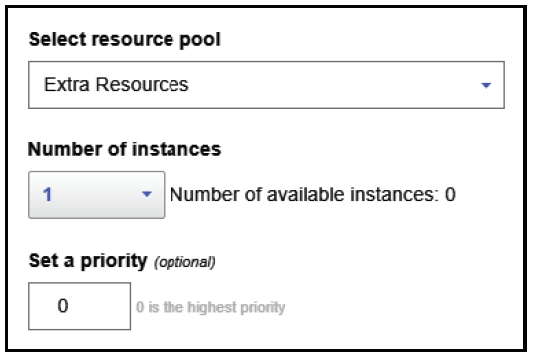 Select resource pool
Extra Resources
Number of instances
1 Number of available instances: 0
Set a priority (optional)
0 0 is the highest priority